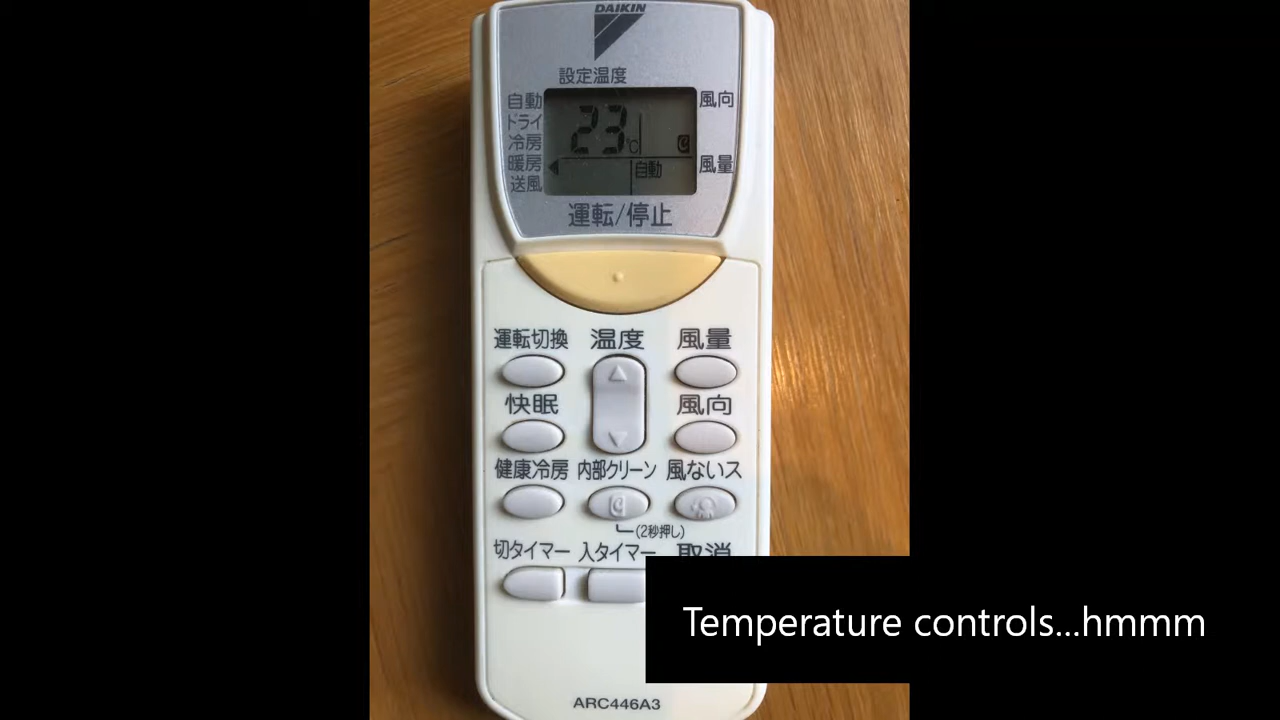 DAIKIN
設定温度
自動
ドライ
冷房
暖房
送風
23℃
自動
風向
風量
運転/停止
運転切換
温度
風量
快眠
風向
健康冷房
内部クリーン
風ないス
(2秒押し)
切タイマー
入タイマー
取消
Temperature controls...hmmm
ARC446A3